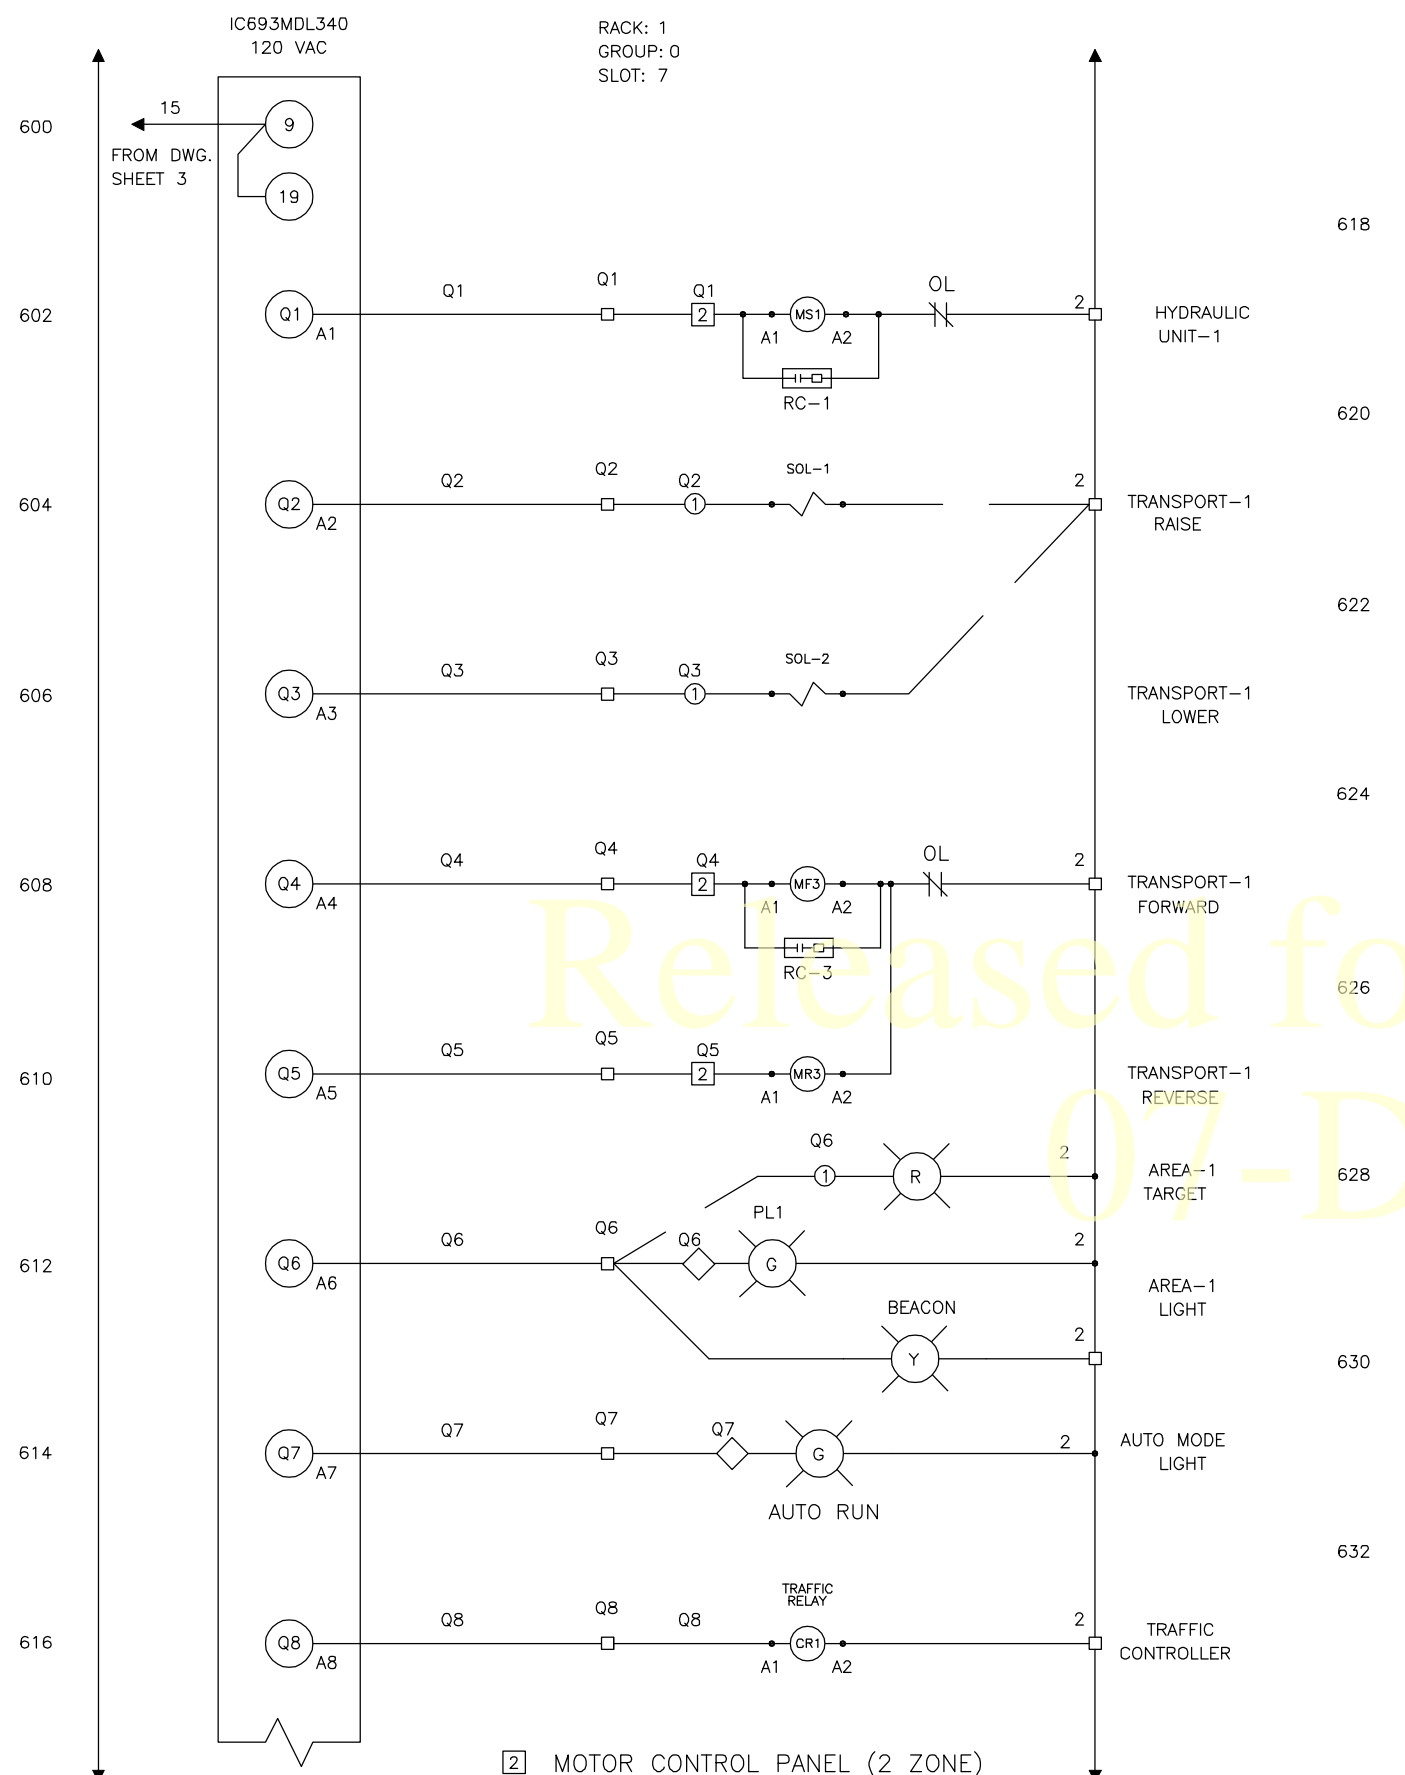 IC693MDL340
120 VAC
RACK: 1
GROUP: 0
SLOT: 7
600
15
9
FROM DWG.
SHEET 3
19
618
602
Q1
A1
Q1
Q1
Q1
2
A1
MS1
A2
OL
2
HYDRAULIC
UNIT-1
RC-1
620
604
Q2
A2
Q2
Q2
Q2
1
SOL-1
2
TRANSPORT-1
RAISE
622
606
Q3
A3
Q3
Q3
Q3
1
SOL-2
TRANSPORT-1
LOWER
624
608
Q4
A4
Q4
Q4
Q4
2
A1
MF3
A2
OL
2
TRANSPORT-1
FORWARD
RC-3
Released fo
626
610
Q5
A5
Q5
Q5
Q5
2
A1
MR3
A2
TRANSPORT-1
REVERSE
07-D
Q6
1
R
2
AREA-1
TARGET
628
612
Q6
A6
Q6
Q6
Q6
PL1
G
2
AREA-1
LIGHT
BEACON
Y
2
630
614
Q7
A7
Q7
Q7
Q7
G
2
AUTO MODE
LIGHT
AUTO RUN
632
616
Q8
A8
Q8
Q8
Q8
TRAFFIC
RELAY
A1
CR1
A2
2
TRAFFIC
CONTROLLER
2 MOTOR CONTROL PANEL (2 ZONE)